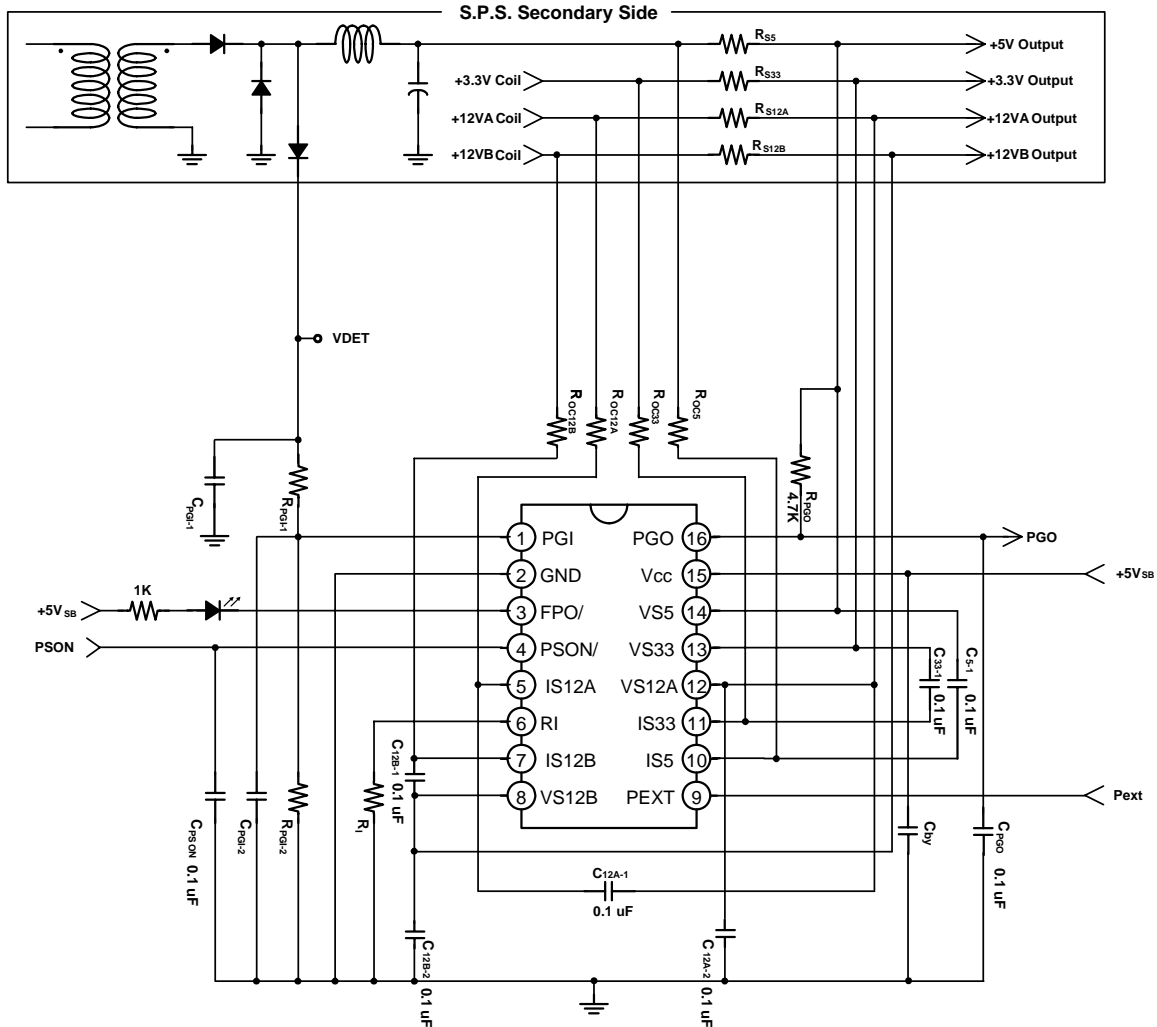 S.P.S. Secondary Side
RS5
+5V Output
+3.3V Coil
RS33
+3.3V Output
+12VA Coil
RS12A
+12VA Output
+12VB Coil
RS12B
+12VB Output
VDET
ROC12B
ROC12A
ROC33
ROC5
CPGI-1
RPGI-1
RPGO
4.7K
1 PGI
PGO 16
PGO
2 GND
Vcc 15
+5VSB
+5VSB
1K
3 FPO/
VS5 14
PSON
4 PSON/
VS33 13
5 IS12A
VS12A 12
C33-1
0.1 uF
C5-1
0.1 uF
6 RI
IS33 11
7 IS12B
IS5 10
C12B-1
0.1 uF
8 VS12B
PEXT 9
Pext
CPSON 0.1 uF
CPGI-2
RPGI-2
RI
Cby
CPGO
0.1 uF
C12A-1
0.1 uF
C12B-2 0.1 uF
C12A-2 0.1 uF